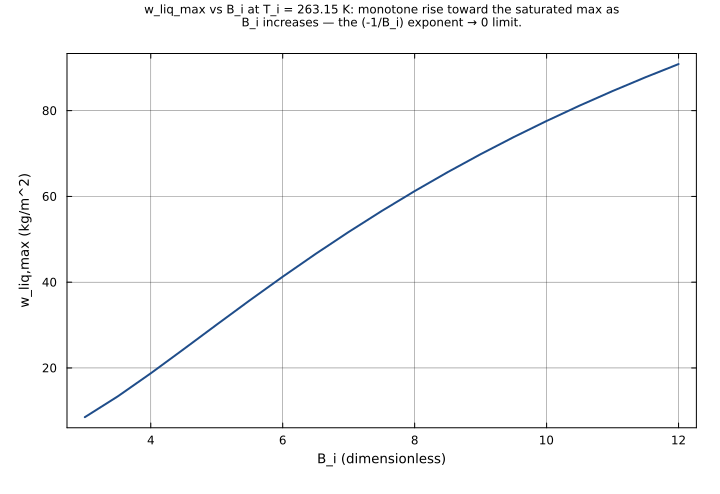 w_liq_max vs B_i at T_i = 263.15 K: monotone rise toward the saturated max as
B_i increases — the (-1/B_i) exponent → 0 limit.
w_liq,max (kg/m^2)
80
60
40
20
4 6 8 10 12
B_i (dimensionless)